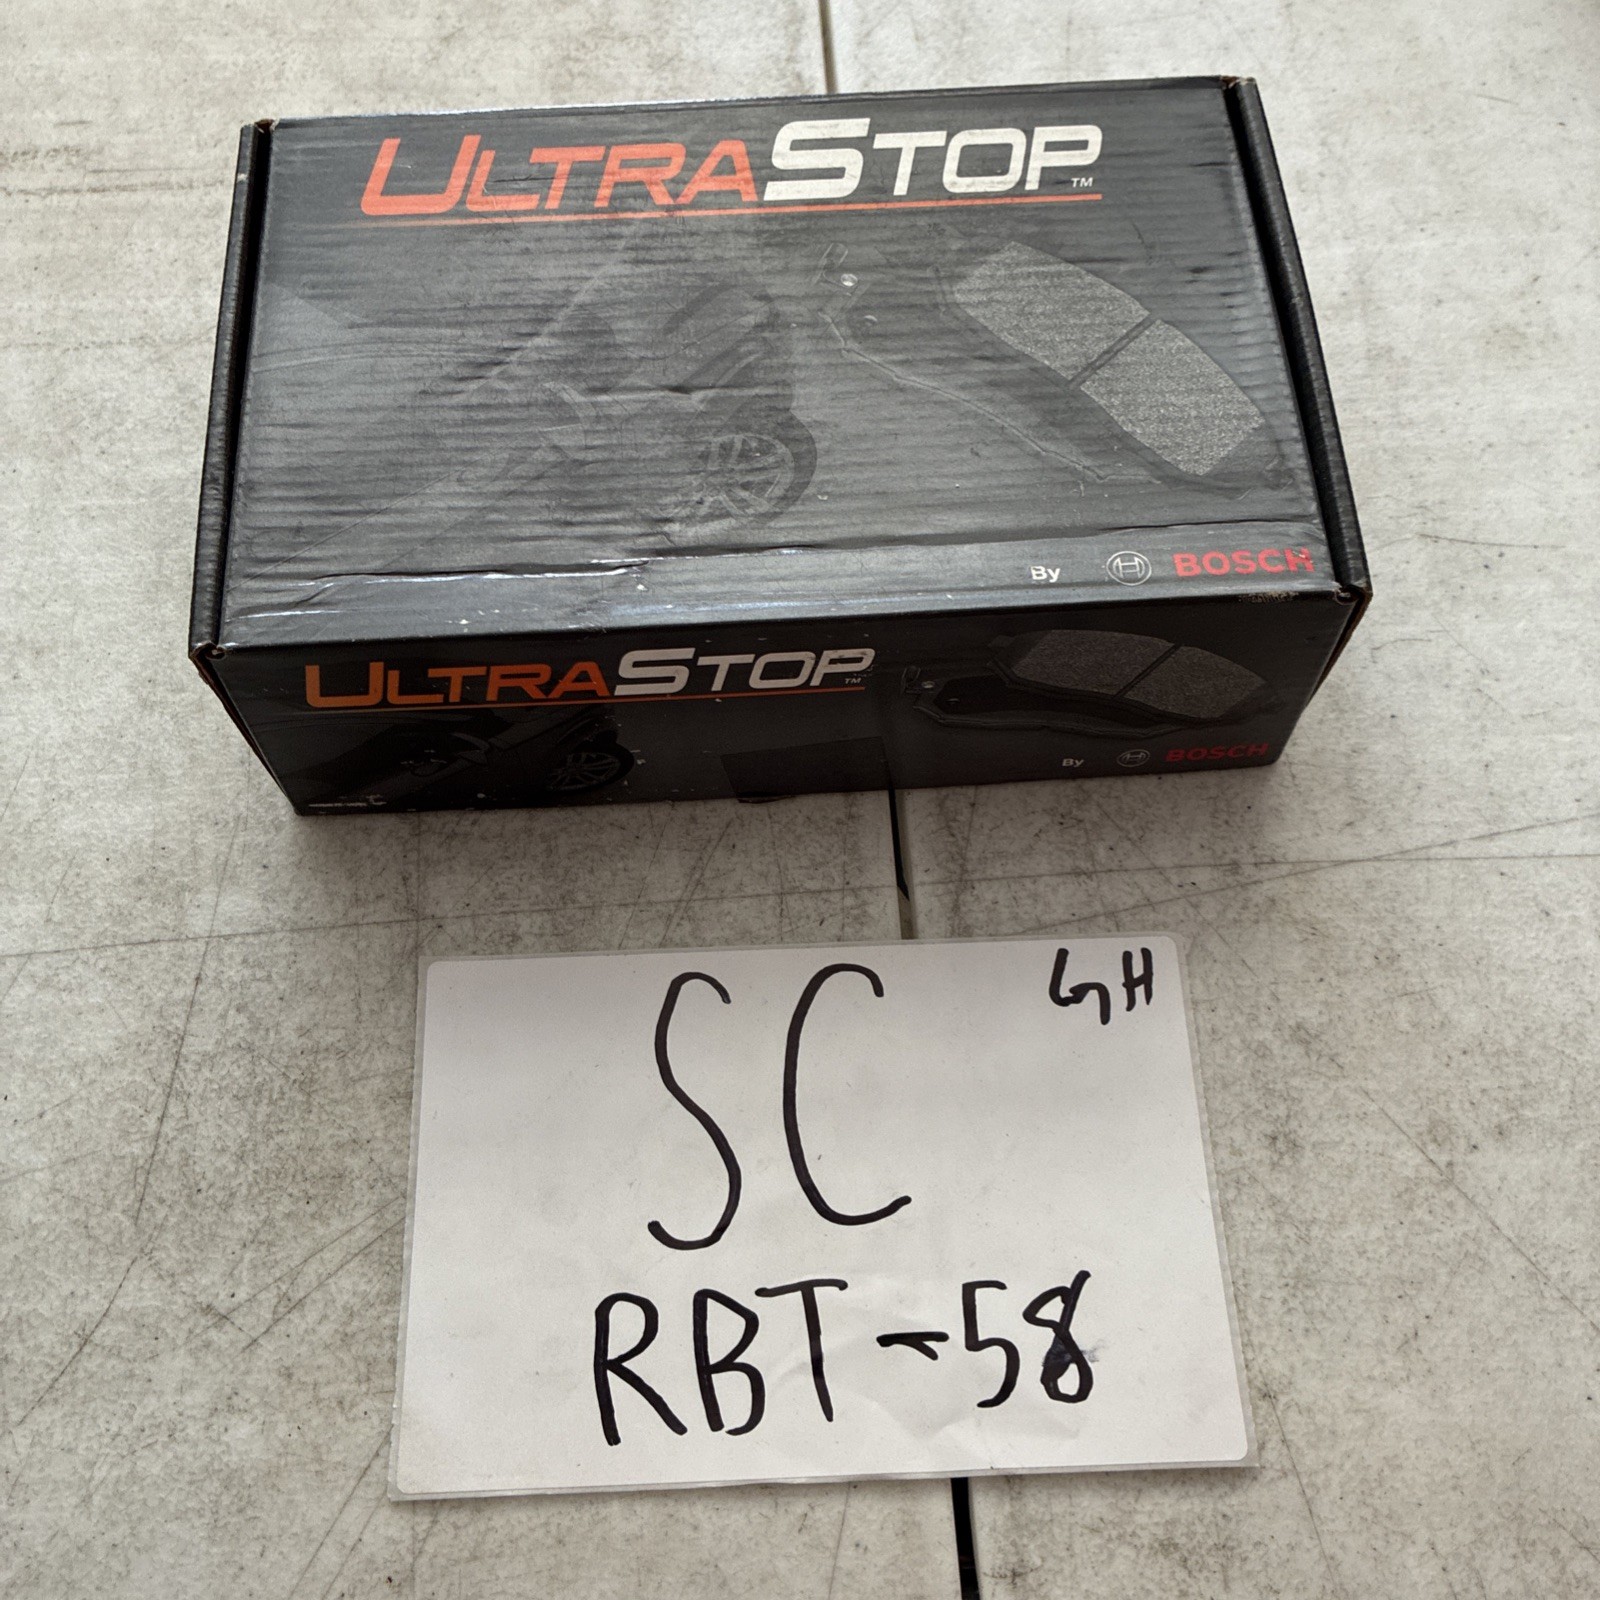 ULTRASTOP™
By BOSCH
ULTRASTOP™
By BOSCH
GH
SC
RBT-58